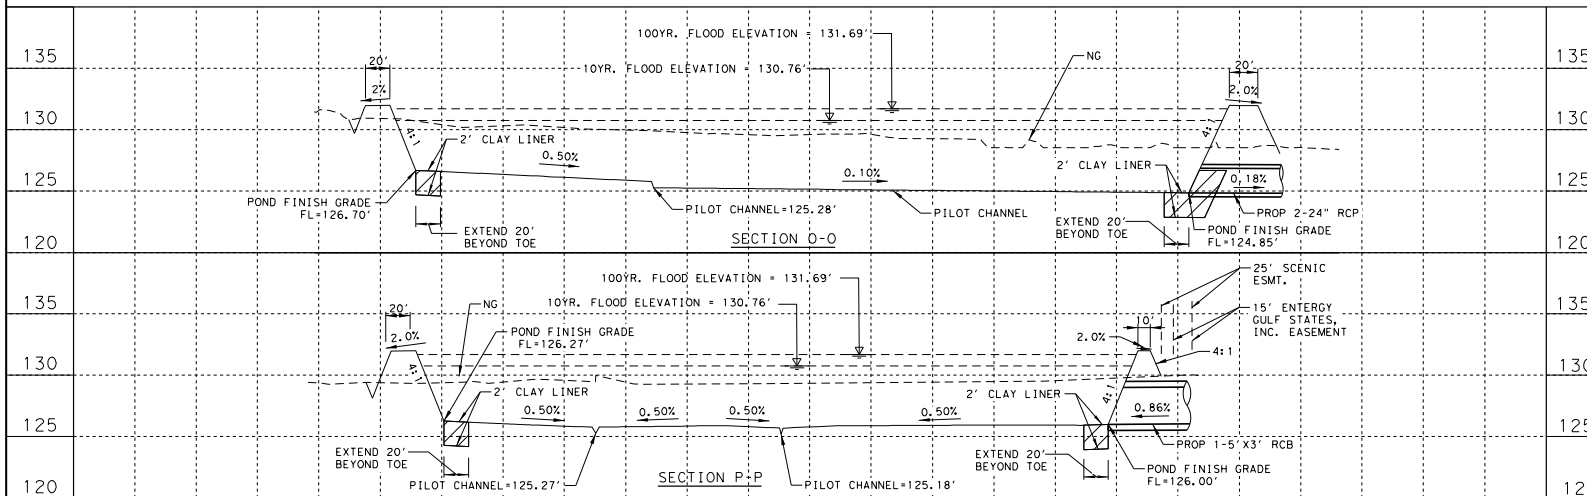 135
130
125
120
135
130
125
120
100YR. FLOOD ELEVATION = 131.69'
10YR. FLOOD ELEVATION = 130.76'
NG
20'
2%
4:1
2' CLAY LINER
0.50%
0.10%
20'
2.0%
4:
2' CLAY LINER
0.18%
POND FINISH GRADE
FL=126.70'
EXTEND 20'
BEYOND TOE
PILOT CHANNEL=125.28'
PILOT CHANNEL
EXTEND 20'
BEYOND TOE
PROP 2-24" RCP
POND FINISH GRADE
FL=124.85'
SECTION O-O
100YR. FLOOD ELEVATION = 131.69'
10YR. FLOOD ELEVATION = 130.76'
NG
20'
2.0%
4:1
POND FINISH GRADE
FL=126.27'
2' CLAY LINER
0.50%
0.50%
0.50%
0.50%
10'
2.0%
4:1
4:1
25' SCENIC
ESMT.
15' ENTERGY
GULF STATES,
INC. EASEMENT
2' CLAY LINER
0.86%
PROP 1-5'X3' RCB
EXTEND 20'
BEYOND TOE
PILOT CHANNEL=125.27'
SECTION P-P
PILOT CHANNEL=125.18'
EXTEND 20'
BEYOND TOE
POND FINISH GRADE
FL=126.00'
135
130
125
120
135
130
125
12